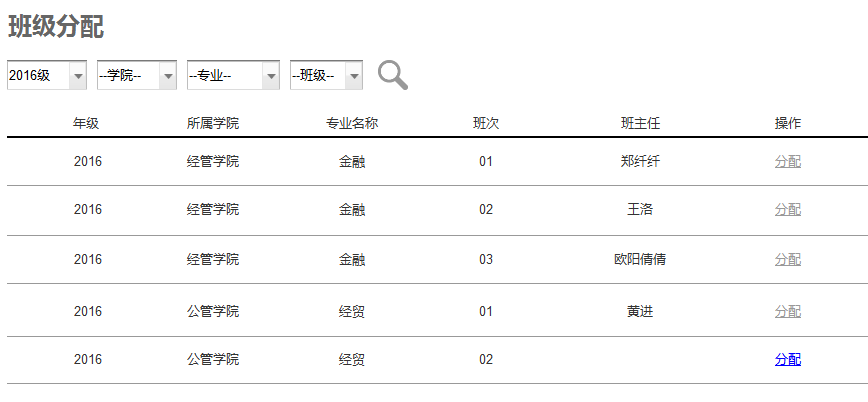 班级分配
2016级 --学院-- --专业-- --班级--
年级 所属学院 专业名称 班次 班主任 操作
2016 经管学院 金融 01 郑纤纤 分配
2016 经管学院 金融 02 王洛 分配
2016 经管学院 金融 03 欧阳倩倩 分配
2016 公管学院 经贸 01 黄进 分配
2016 公管学院 经贸 02 分配